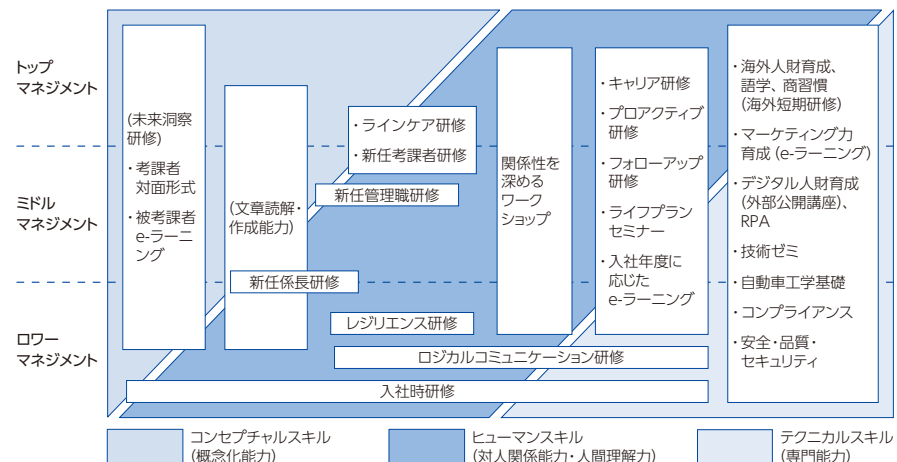 トップ
マネジメント
ミドル
マネジメント
ロワー
マネジメント
(未来洞察
研修)
・考課者
対面形式
・被考課者
e-ラーニ
ング
(文章読解・
作成能力)
・ラインケア研修
・新任考課者研修
新任管理職研修
新任係長研修
レジリエンス研修
ロジカルコミュニケーション研修
入社時研修
関係性を
深める
ワーク
ショップ
・キャリア研修
・プロアクティブ
研修
・フォローアップ
研修
・ライフプラン
セミナー
・入社年度に
応じた
e-ラーニング
・海外人財育成、
語学、商習慣
(海外短期研修)
・マーケティング力
育成(e-ラーニング)
・デジタル人財育成
(外部公開講座)、
RPA
・技術ゼミ
・自動車工学基礎
・コンプライアンス
・安全・品質・
セキュリティ
コンセプチャルスキル
(概念化能力)
ヒューマンスキル
(対人関係能力・人間理解力)
テクニカルスキル
(専門能力)